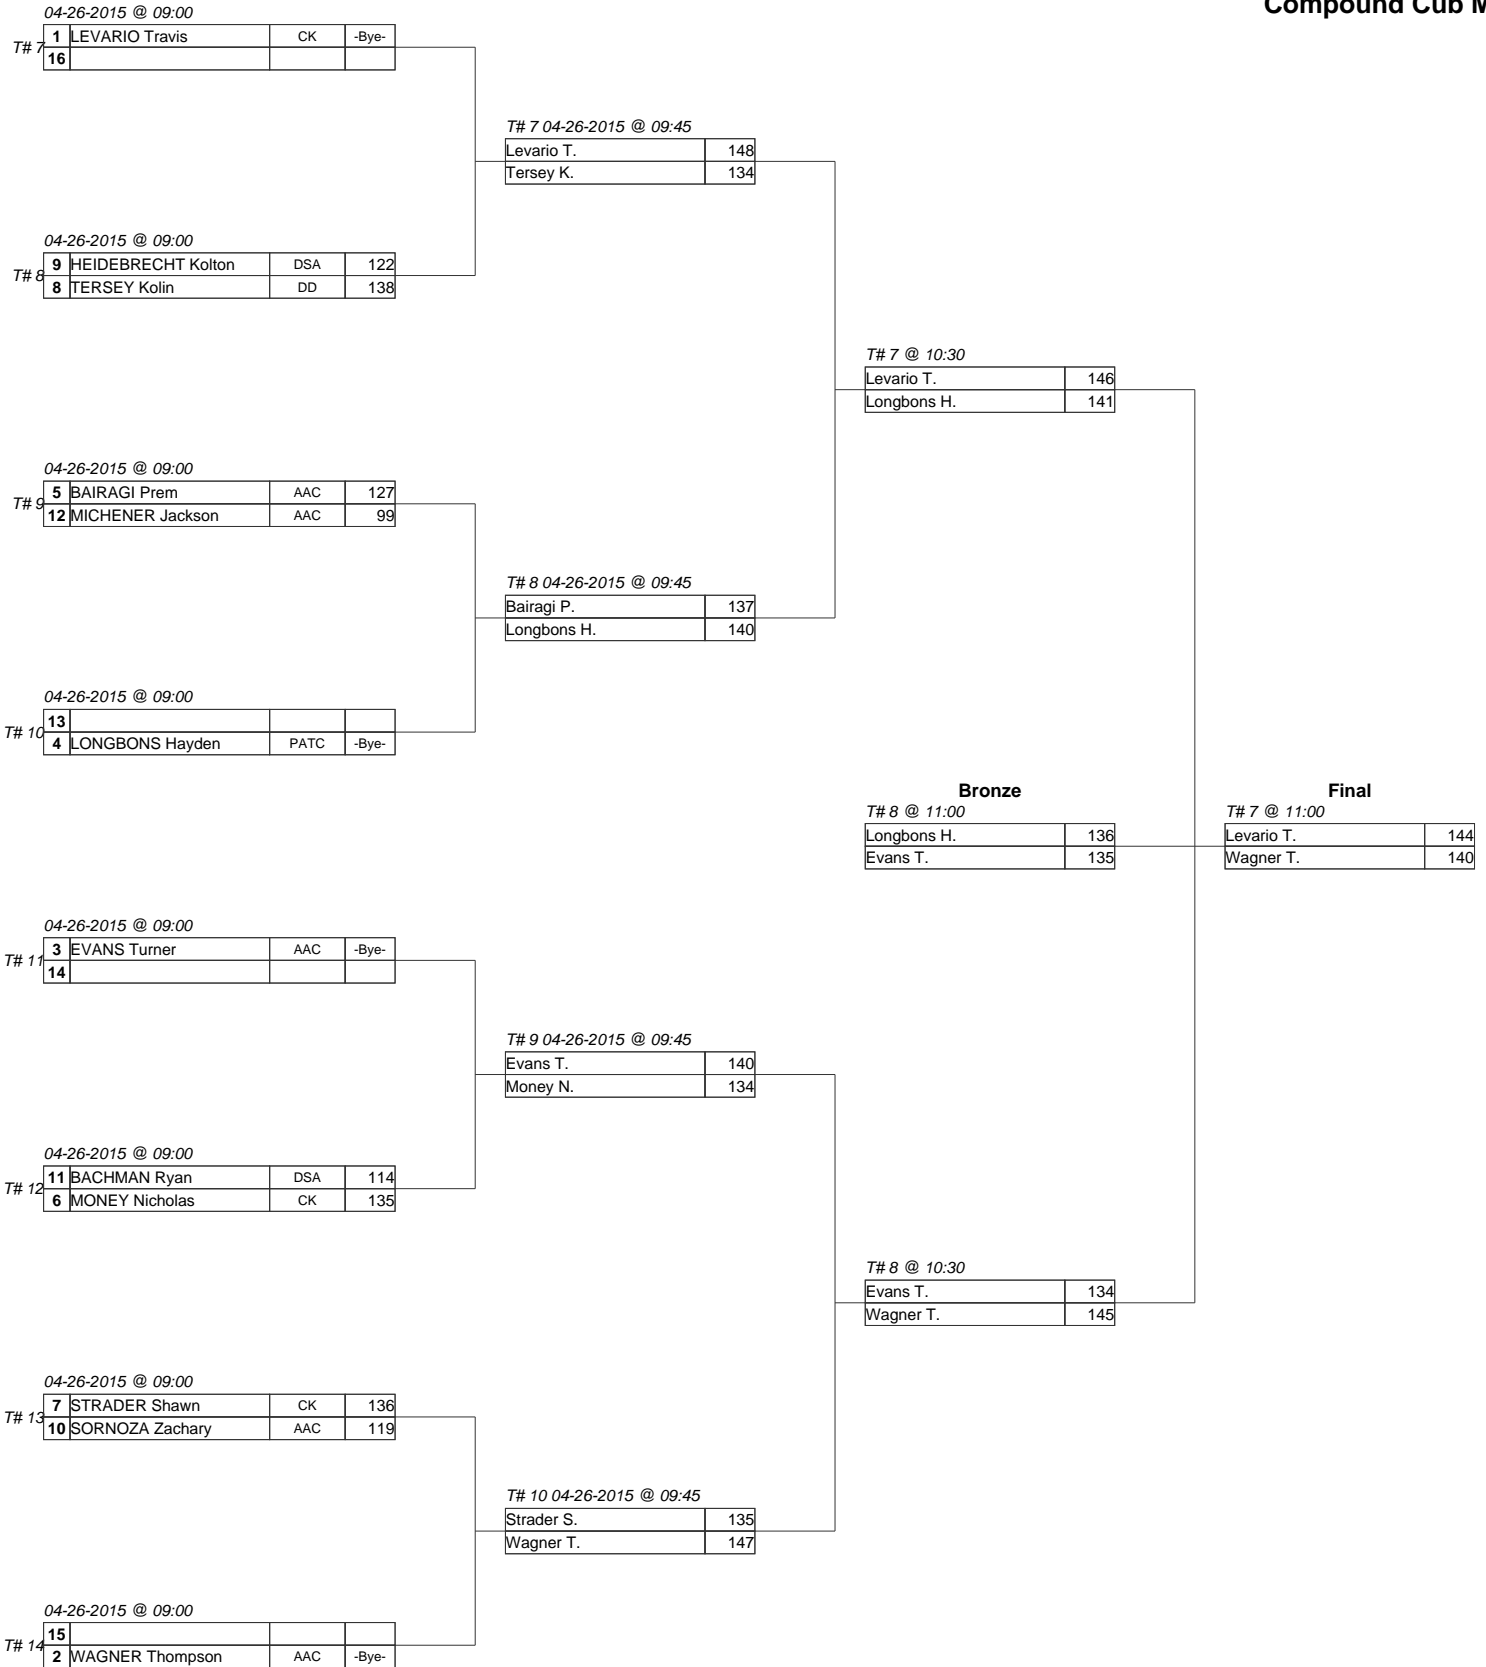 Compound Cub M
04-26-2015 @ 09:00
T# 7
1 LEVARIO Travis CK -Bye-
16
T# 7 04-26-2015 @ 09:45
Levario T. 148
Tersey K. 134
04-26-2015 @ 09:00
T# 8
9 HEIDEBRECHT Kolton DSA 122
8 TERSEY Kolin DD 138
T# 7 @ 10:30
Levario T. 146
Longbons H. 141
04-26-2015 @ 09:00
T# 9
5 BAIRAGI Prem AAC 127
12 MICHENER Jackson AAC 99
T# 8 04-26-2015 @ 09:45
Bairagi P. 137
Longbons H. 140
04-26-2015 @ 09:00
T# 10
13
4 LONGBONS Hayden PATC -Bye-
Bronze
T# 8 @ 11:00
Longbons H. 136
Evans T. 135
Final
T# 7 @ 11:00
Levario T. 144
Wagner T. 140
04-26-2015 @ 09:00
T# 11
3 EVANS Turner AAC -Bye-
14
T# 9 04-26-2015 @ 09:45
Evans T. 140
Money N. 134
04-26-2015 @ 09:00
T# 12
11 BACHMAN Ryan DSA 114
6 MONEY Nicholas CK 135
T# 8 @ 10:30
Evans T. 134
Wagner T. 145
04-26-2015 @ 09:00
T# 13
7 STRADER Shawn CK 136
10 SORNOZA Zachary AAC 119
T# 10 04-26-2015 @ 09:45
Strader S. 135
Wagner T. 147
04-26-2015 @ 09:00
T# 14
15
2 WAGNER Thompson AAC -Bye-